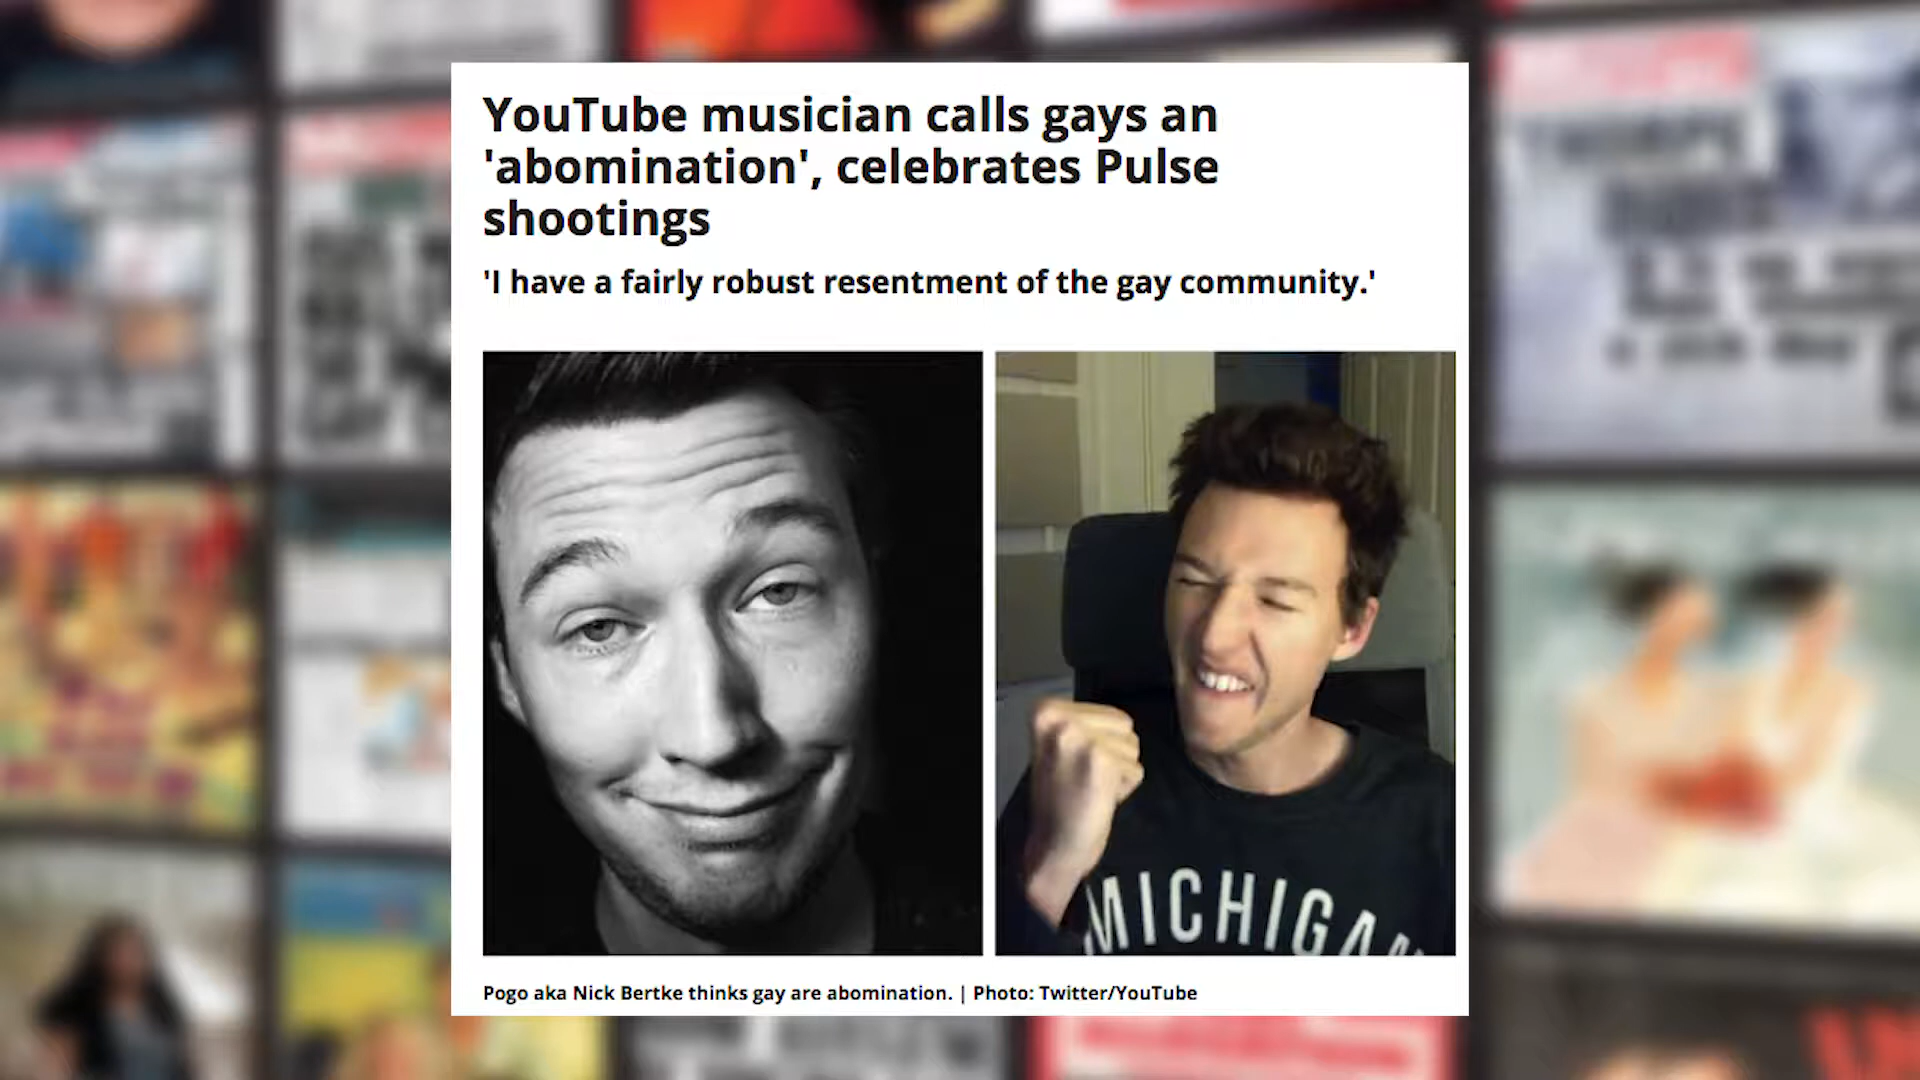 YouTube musician calls gays an
'abomination', celebrates Pulse
shootings
'I have a fairly robust resentment of the gay community.'
MICHIGAN
Pogo aka Nick Bertke thinks gay are abomination. | Photo: Twitter/YouTube